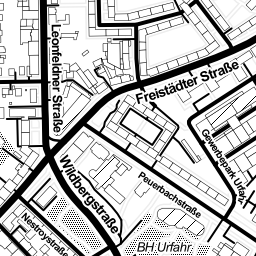 Leonfeldner Straße
Freistädter Straße
Gewerbepark Urfahr
Wildbergstraße
Peuerbachstraße
Nestroystraße
BH Urfahr